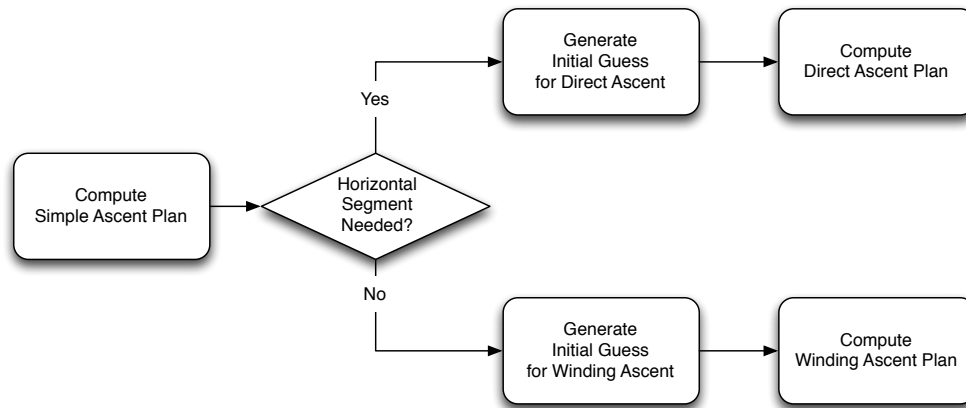 Compute
Simple Ascent Plan
Horizontal
Segment
Needed?
Yes
Generate
Initial Guess
for Direct Ascent
Compute
Direct Ascent Plan
No
Generate
Initial Guess
for Winding Ascent
Compute
Winding Ascent Plan